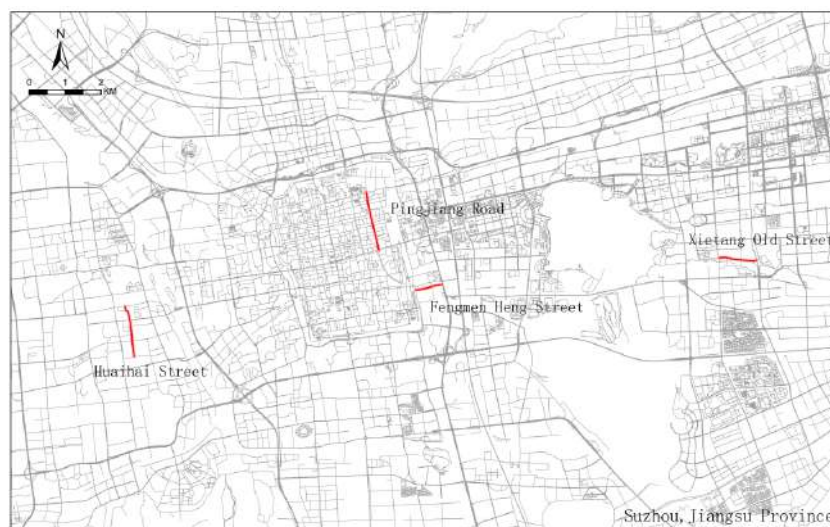 N
0 1 2
KM
Pingjiang Road
Xietang Old Street
Fengmen Heng Street
Huaihai Street
Suzhou, Jiangsu Province